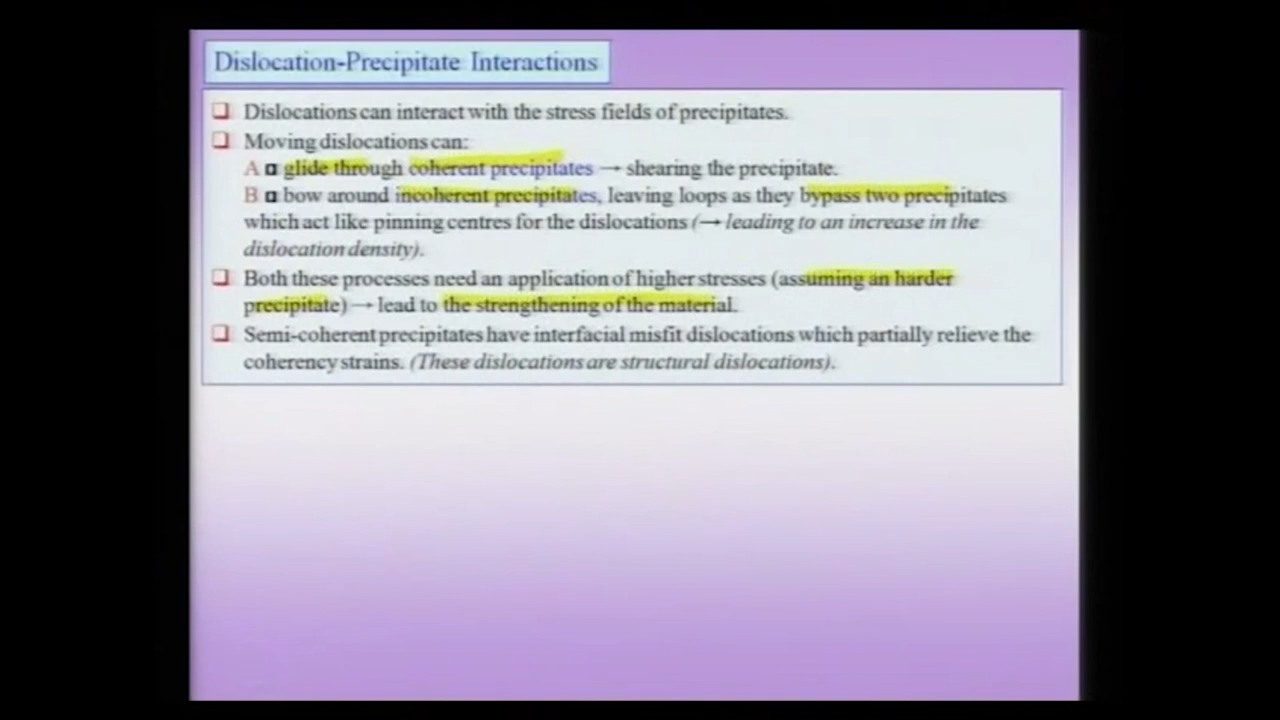 Dislocation-Precipitate Interactions
❑ Dislocations can interact with the stress fields of precipitates.
❑ Moving dislocations can:
A ◘ glide through coherent precipitates → shearing the precipitate.
B ◘ bow around incoherent precipitates, leaving loops as they bypass two precipitates
which act like pinning centres for the dislocations (→ leading to an increase in the
dislocation density).
❑ Both these processes need an application of higher stresses (assuming an harder
precipitate) → lead to the strengthening of the material.
❑ Semi-coherent precipitates have interfacial misfit dislocations which partially relieve the
coherency strains. (These dislocations are structural dislocations).